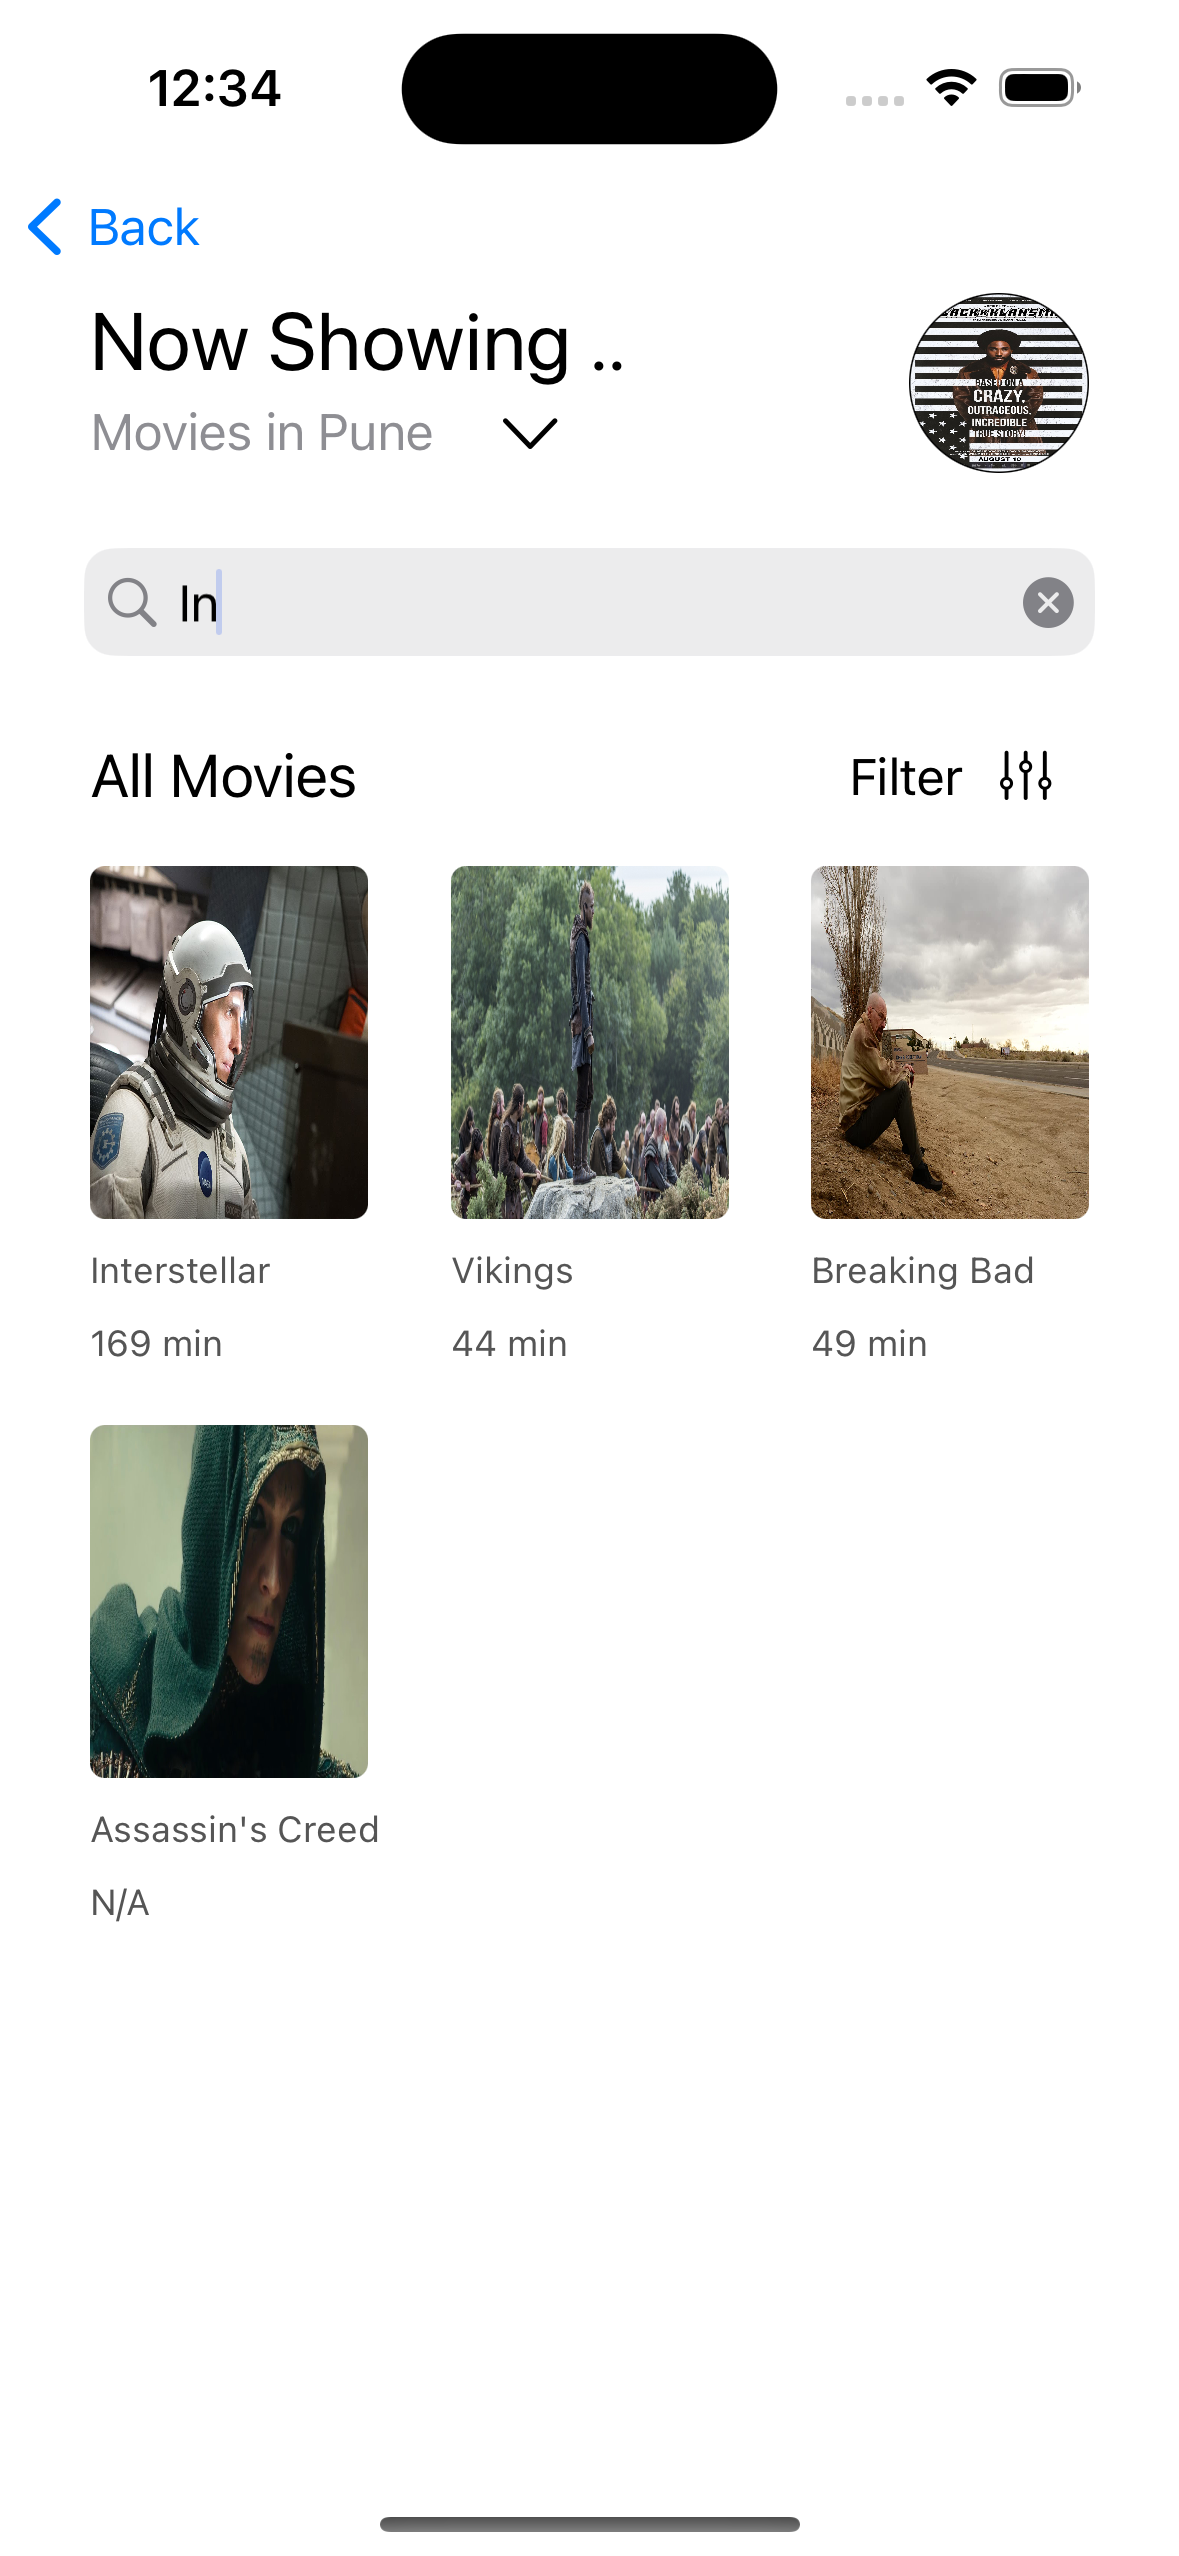 12:34
Back
Now Showing ..
Movies in Pune
BASED ON A
CRAZY,
OUTRAGEOUS,
INCREDIBLE
TRUE STORY!
AUGUST 10
In
All Movies
Filter
Interstellar
Vikings
Breaking Bad
169 min
44 min
49 min
Assassin's Creed
N/A